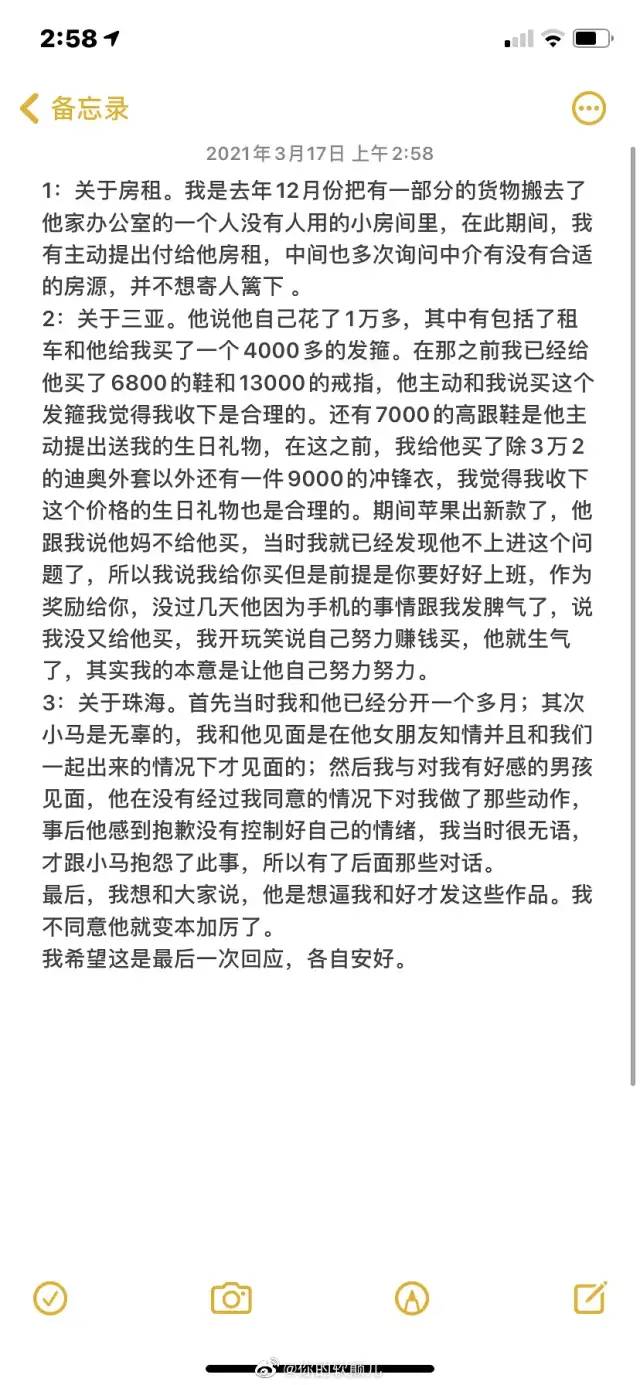 2:58
备忘录
2021年3月17日 上午2:58
1：关于房租。我是去年12月份把有一部分的货物搬去了
他家办公室的一个人没有人用的小房间里，在此期间，我
有主动提出付给他房租，中间也多次询问中介有没有合适
的房源，并不想寄人篱下 。
2：关于三亚。他说他自己花了1万多，其中有包括了租
车和他给我买了一个4000多的发箍。在那之前我已经给
他买了6800的鞋和13000的戒指，他主动和我说买这个
发箍我觉得我收下是合理的。还有7000的高跟鞋是他主
动提出送我的生日礼物，在这之前，我给他买了除3万2
的迪奥外套以外还有一件9000的冲锋衣，我觉得我收下
这个价格的生日礼物也是合理的。期间苹果出新款了，他
跟我说他妈不给他买，当时我就已经发现他不上进这个问
题了，所以我说我给你买但是前提是你要好好上班，作为
奖励给你，没过几天他因为手机的事情跟我发脾气了，说
我没又给他买，我开玩笑说自己努力赚钱买，他就生气
了，其实我的本意是让他自己努力努力。
3：关于珠海。首先当时我和他已经分开一个多月；其次
小马是无辜的，我和他见面是在他女朋友知情并且和我们
一起出来的情况下才见面的；然后我与对我有好感的男孩
见面，他在没有经过我同意的情况下对我做了那些动作，
事后他感到抱歉没有控制好自己的情绪，我当时很无语，
才跟小马抱怨了此事，所以有了后面那些对话。
最后，我想和大家说，他是想逼我和好才发这些作品。我
不同意他就变本加厉了。
我希望这是最后一次回应，各自安好。